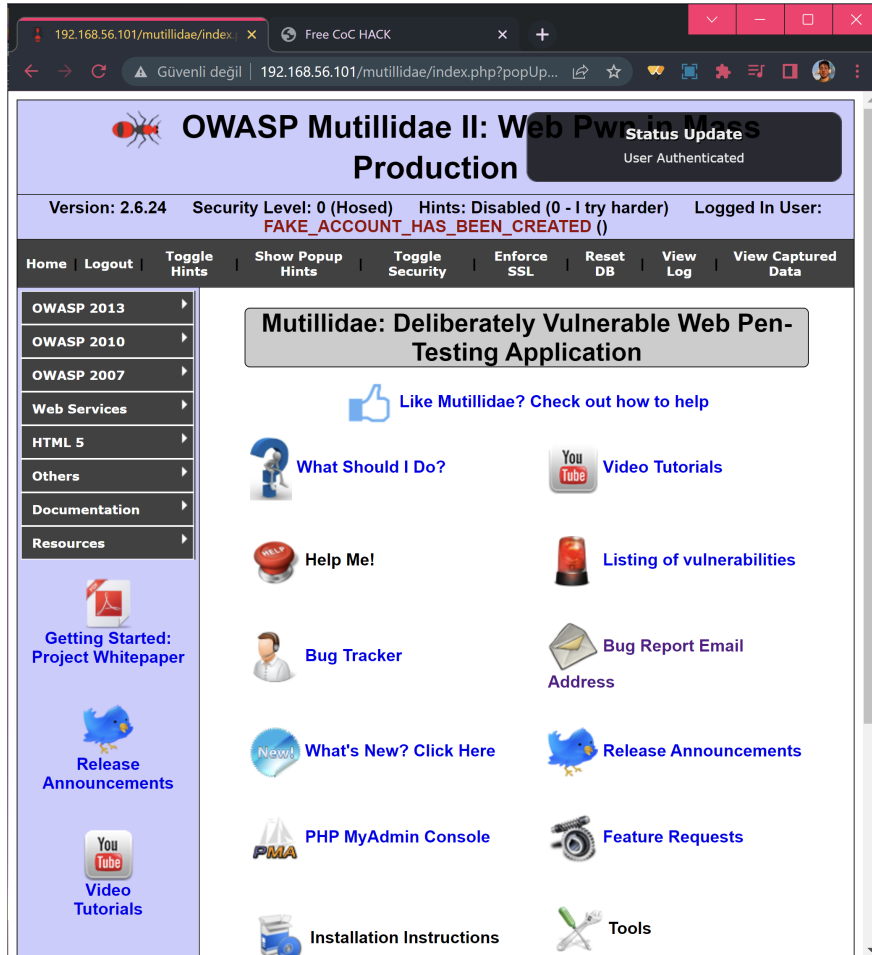 192.168.56.101/mutillidae/index.p
Free CoC HACK
Güvenli değil
192.168.56.101/mutillidae/index.php?popUp...
OWASP Mutillidae II: Web Pwn in Mass
Production
Status Update
User Authenticated
Version: 2.6.24 Security Level: 0 (Hosed) Hints: Disabled (0 - I try harder) Logged In User:
FAKE_ACCOUNT_HAS_BEEN_CREATED ()
Home | Logout | Toggle Hints | Show Popup Hints | Toggle Security | Enforce SSL | Reset DB | View Log | View Captured Data
OWASP 2013
OWASP 2010
OWASP 2007
Web Services
HTML 5
Others
Documentation
Resources
Getting Started:
Project Whitepaper
Release
Announcements
You
Tube
Video
Tutorials
Mutillidae: Deliberately Vulnerable Web Pen-
Testing Application
Like Mutillidae? Check out how to help
What Should I Do?
You
Tube
Video Tutorials
HELP
Help Me!
Listing of vulnerabilities
Bug Tracker
Bug Report Email
Address
New!
What's New? Click Here
Release Announcements
PMA
PHP MyAdmin Console
Feature Requests
Installation Instructions
Tools